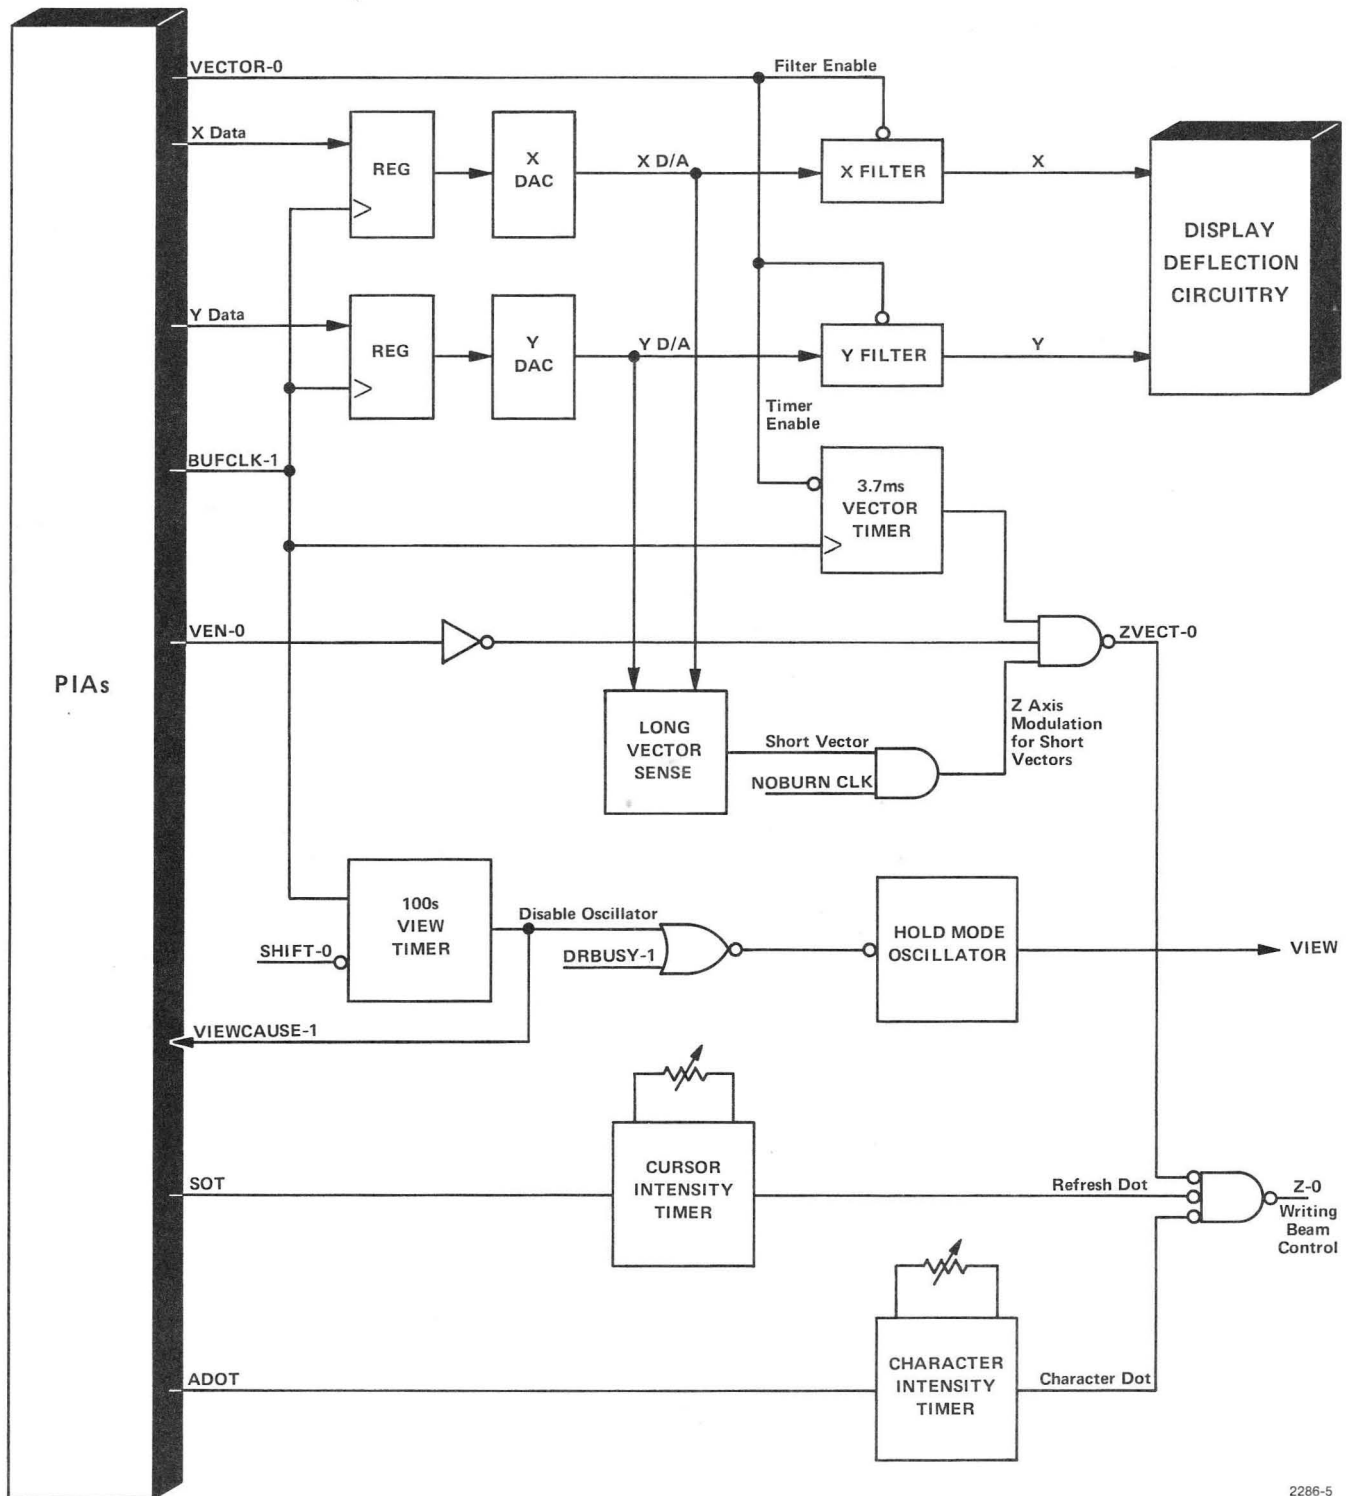 VECTOR-0
Filter Enable
X Data
REG
X
DAC
X D/A
X FILTER
X
DISPLAY
DEFLECTION
CIRCUITRY
Y Data
REG
Y
DAC
Y D/A
Y FILTER
Y
Timer
Enable
BUFCLK-1
3.7ms
VECTOR
TIMER
VEN-0
ZVECT-0
PIAs
LONG
VECTOR
SENSE
Short Vector
NOBURN CLK
Z Axis
Modulation
for Short
Vectors
100s
VIEW
TIMER
SHIFT-0
Disable Oscillator
DRBUSY-1
HOLD MODE
OSCILLATOR
VIEW
VIEWCAUSE-1
SOT
CURSOR
INTENSITY
TIMER
Refresh Dot
Z-0
Writing
Beam
Control
ADOT
CHARACTER
INTENSITY
TIMER
Character Dot
2286-5